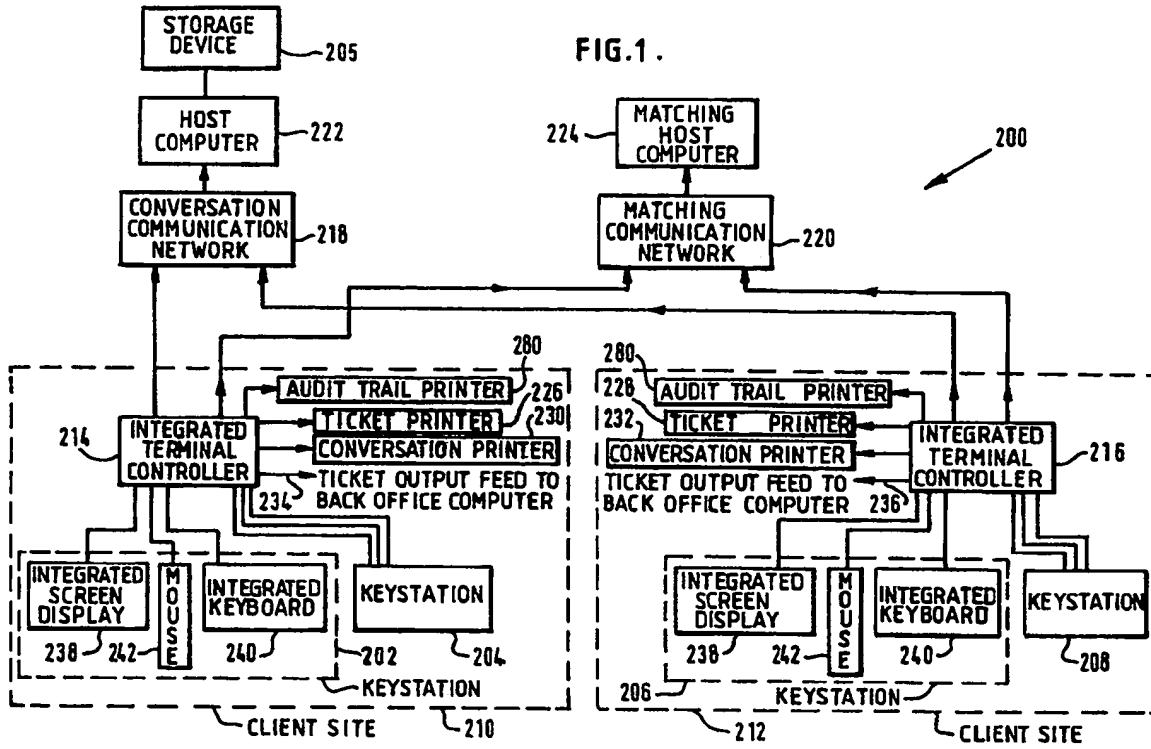 STORAGE
DEVICE
205
FIG.1.
HOST
COMPUTER
222
MATCHING
HOST
COMPUTER
224
200
CONVERSATION
COMMUNICATION
NETWORK
218
MATCHING
COMMUNICATION
NETWORK
220
280
AUDIT TRAIL PRINTER
226
TICKET PRINTER
230
CONVERSATION PRINTER
214
INTEGRATED
TERMINAL
CONTROLLER
234
TICKET OUTPUT FEED TO
BACK OFFICE COMPUTER
INTEGRATED
SCREEN
DISPLAY
238
MOUSE
242
INTEGRATED
KEYBOARD
240
202
KEYSTATION
KEYSTATION
204
CLIENT SITE
210
280
AUDIT TRAIL PRINTER
228
TICKET PRINTER
232
CONVERSATION PRINTER
INTEGRATED
TERMINAL
CONTROLLER
216
TICKET OUTPUT FEED TO
BACK OFFICE COMPUTER
236
INTEGRATED
SCREEN
DISPLAY
238
MOUSE
242
INTEGRATED
KEYBOARD
240
206
KEYSTATION
KEYSTATION
208
212
CLIENT SITE